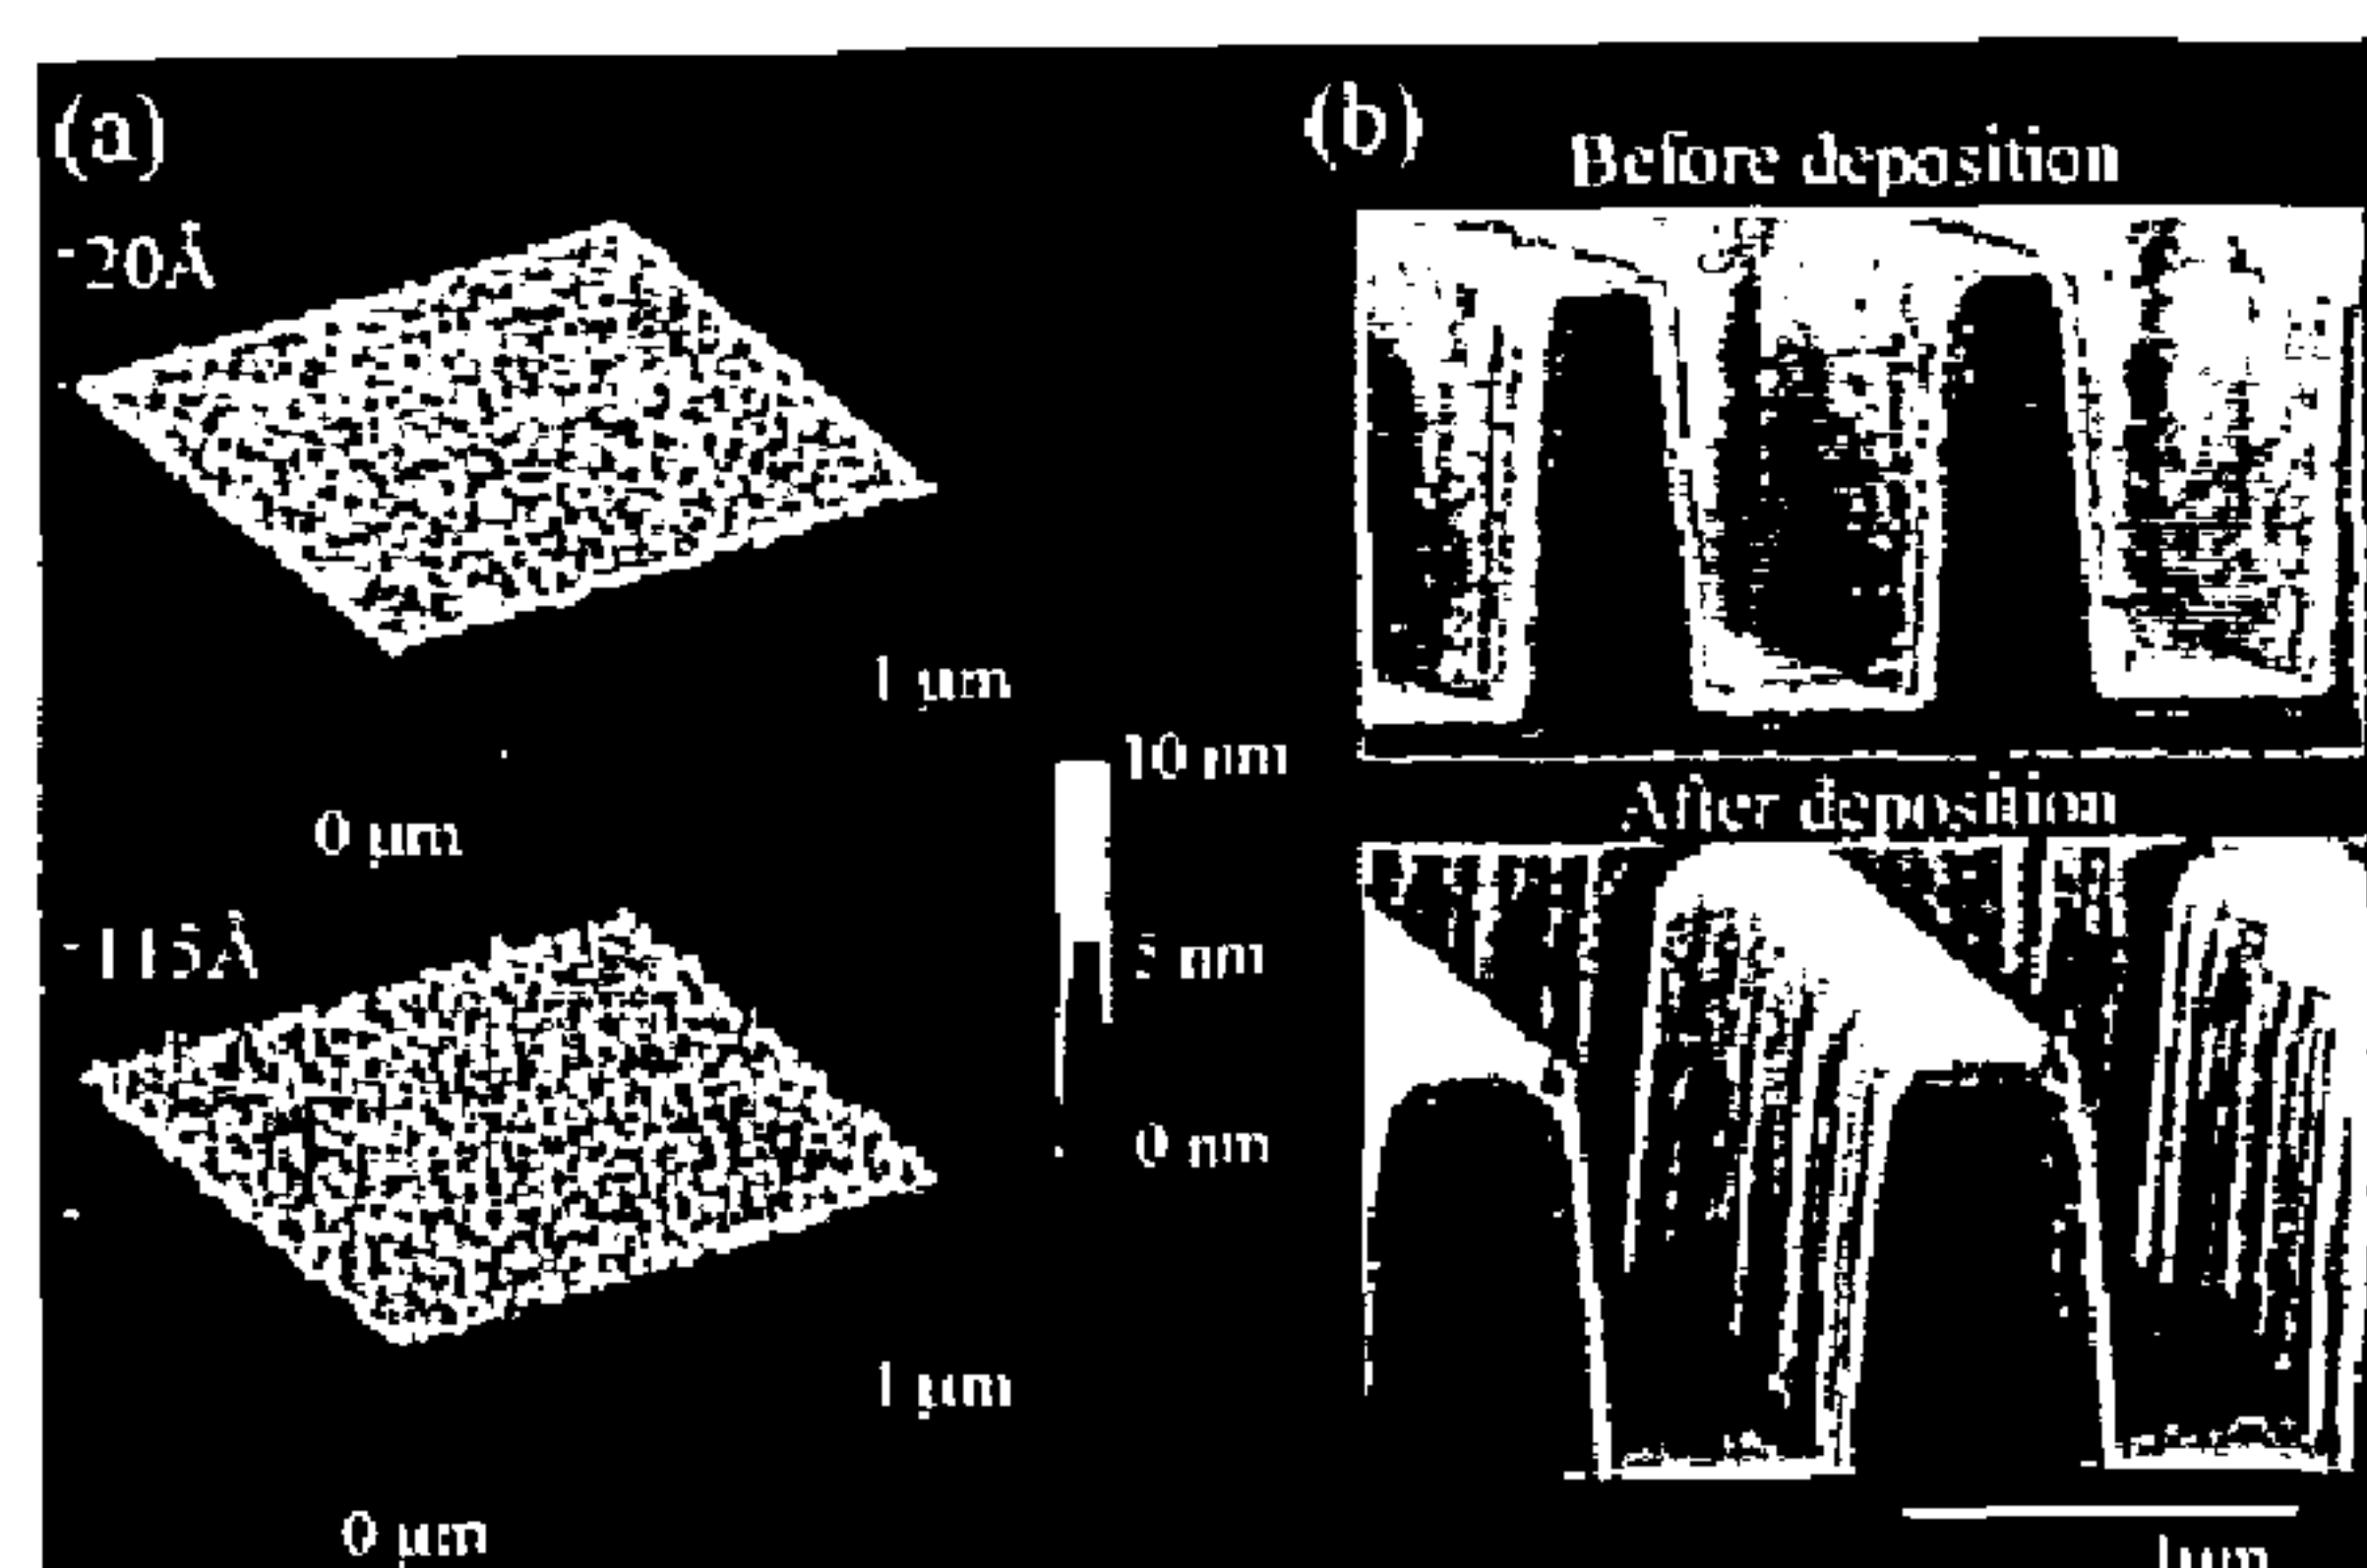 (a)
~20Å
1 μm
0 μm
10 nm
5 nm
0 nm
~115Å
1 μm
0 μm
(b)
Before deposition
After deposition
1μm